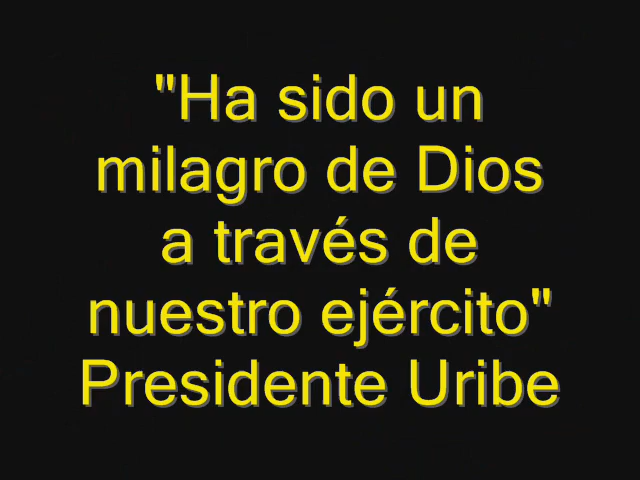 "Ha sido un
milagro de Dios
a través de
nuestro ejército"
Presidente Uribe